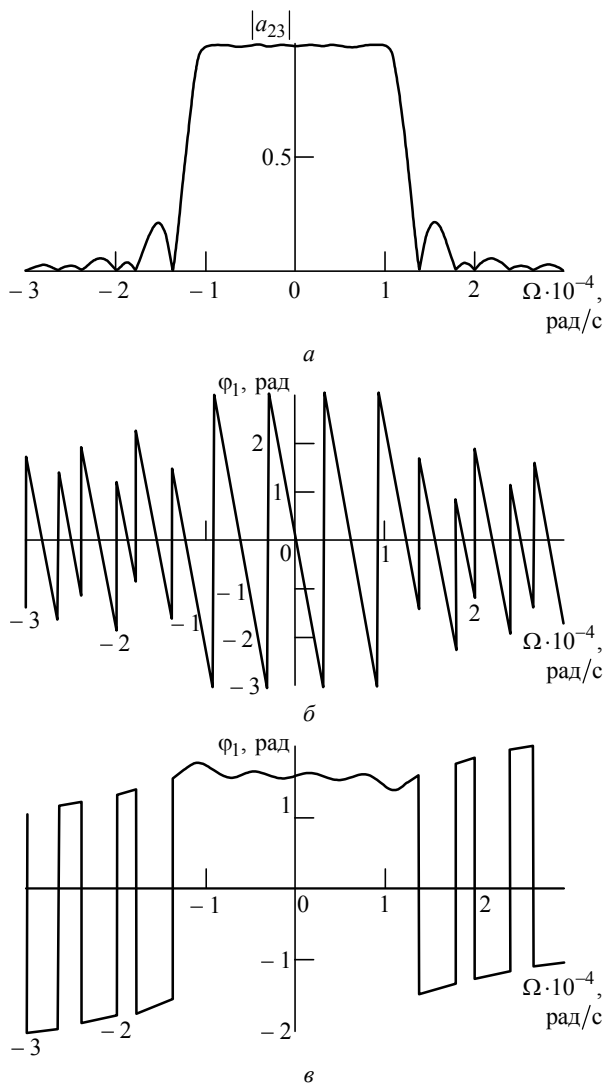 |a₂₃|
0.5
− 3 − 2 − 1 0 1 2 Ω·10⁻⁴,
рад/с
а
φ₁, рад
2
1
0 1
− 1
− 3 − 2 − 1 2
− 2 Ω·10⁻⁴,
− 3 рад/с
б
φ₁, рад
1
− 1 0 1 2
− 1
Ω·10⁻⁴,
− 2 рад/с
− 3 − 2
в